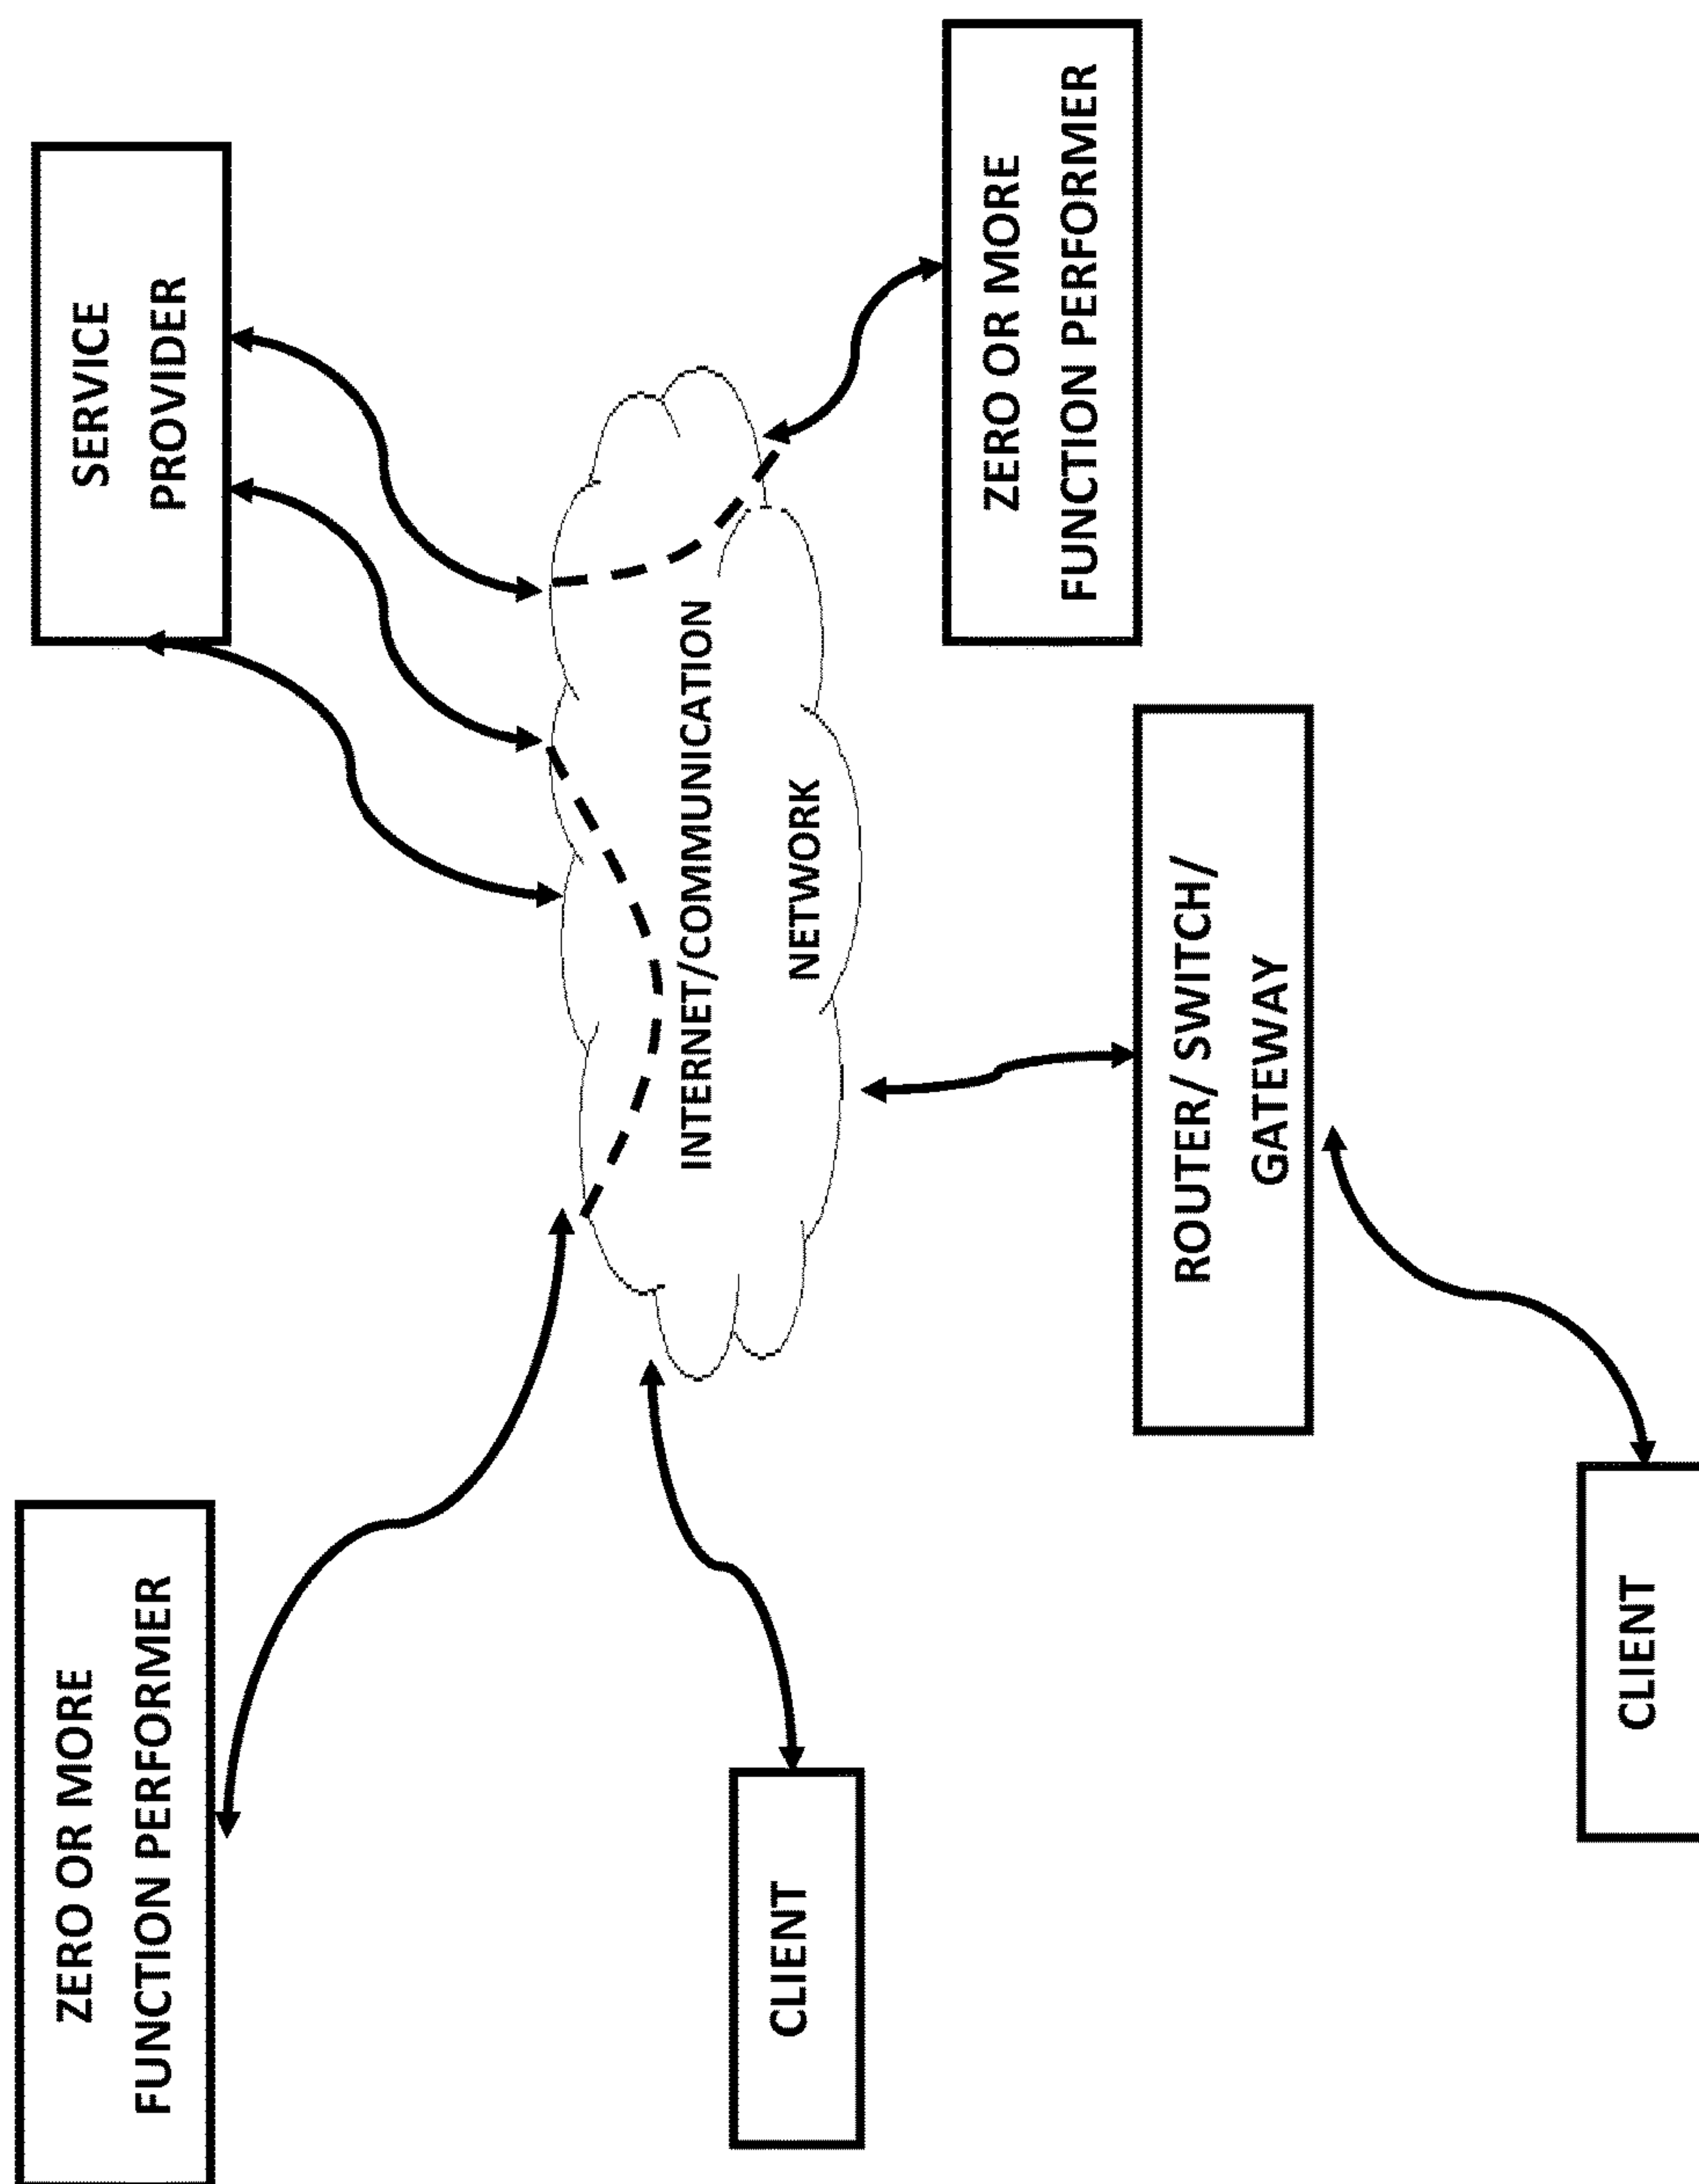 ZERO OR MORE
FUNCTION PERFORMER
SERVICE
PROVIDER
INTERNET/COMMUNICATION
NETWORK
CLIENT
ZERO OR MORE
FUNCTION PERFORMER
ROUTER/ SWITCH/
GATEWAY
CLIENT